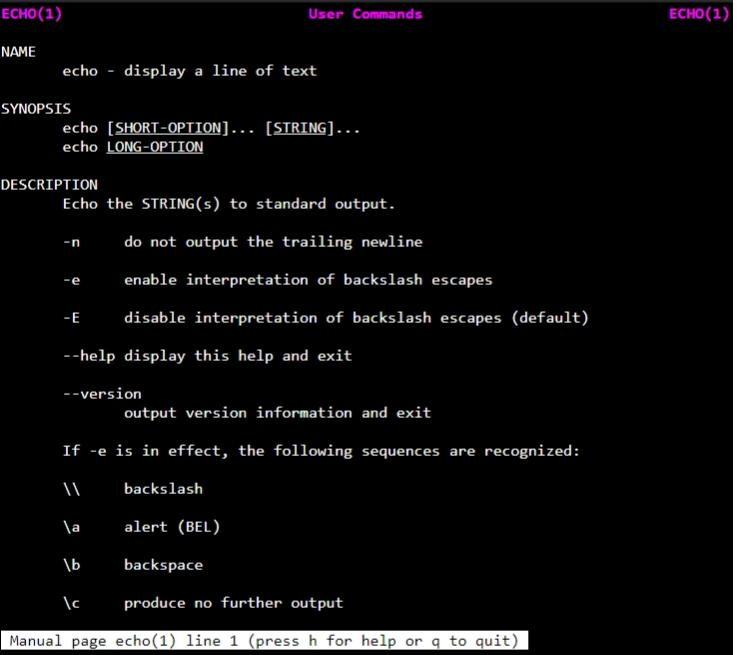 ECHO(1) User Commands ECHO(1)
NAME
echo - display a line of text
SYNOPSIS
echo [SHORT-OPTION]... [STRING]...
echo LONG-OPTION
DESCRIPTION
Echo the STRING(s) to standard output.
-n do not output the trailing newline
-e enable interpretation of backslash escapes
-E disable interpretation of backslash escapes (default)
--help display this help and exit
--version
output version information and exit
If -e is in effect, the following sequences are recognized:
\\ backslash
\a alert (BEL)
\b backspace
\c produce no further output
Manual page echo(1) line 1 (press h for help or q to quit)